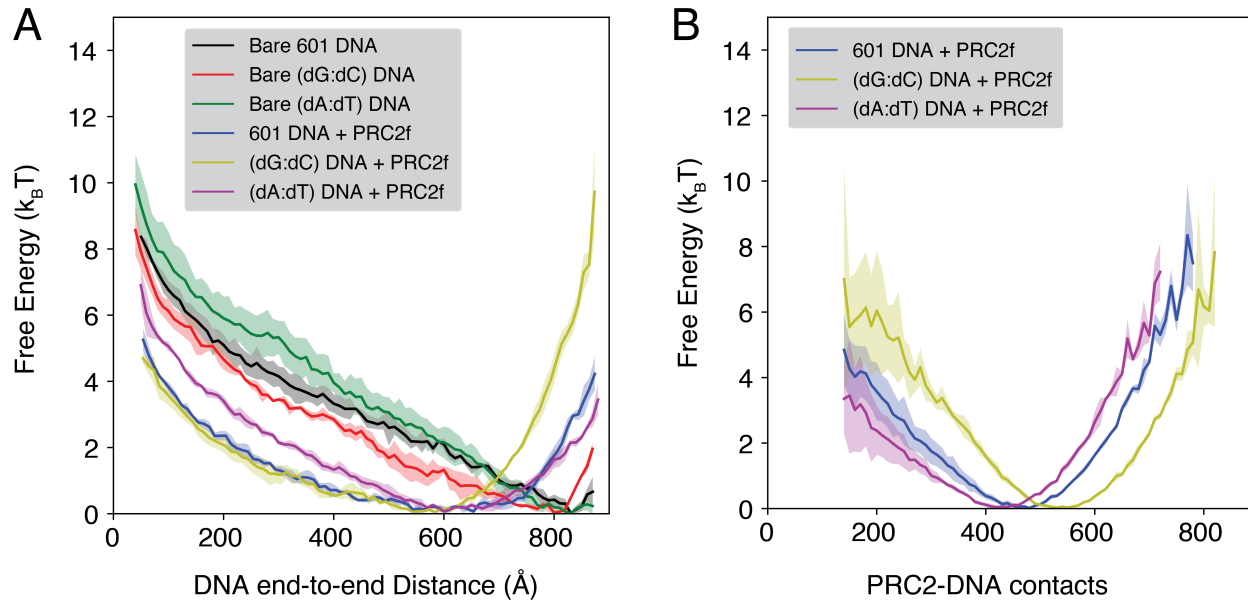 A
14
12
10
8
6
4
2
0
Free Energy (kBT)
Bare 601 DNA
Bare (dG:dC) DNA
Bare (dA:dT) DNA
601 DNA + PRC2f
(dG:dC) DNA + PRC2f
(dA:dT) DNA + PRC2f
0 200 400 600 800
DNA end-to-end Distance (Å)
B
14
12
10
8
6
4
2
0
Free Energy (kBT)
601 DNA + PRC2f
(dG:dC) DNA + PRC2f
(dA:dT) DNA + PRC2f
0 200 400 600 800
PRC2-DNA contacts